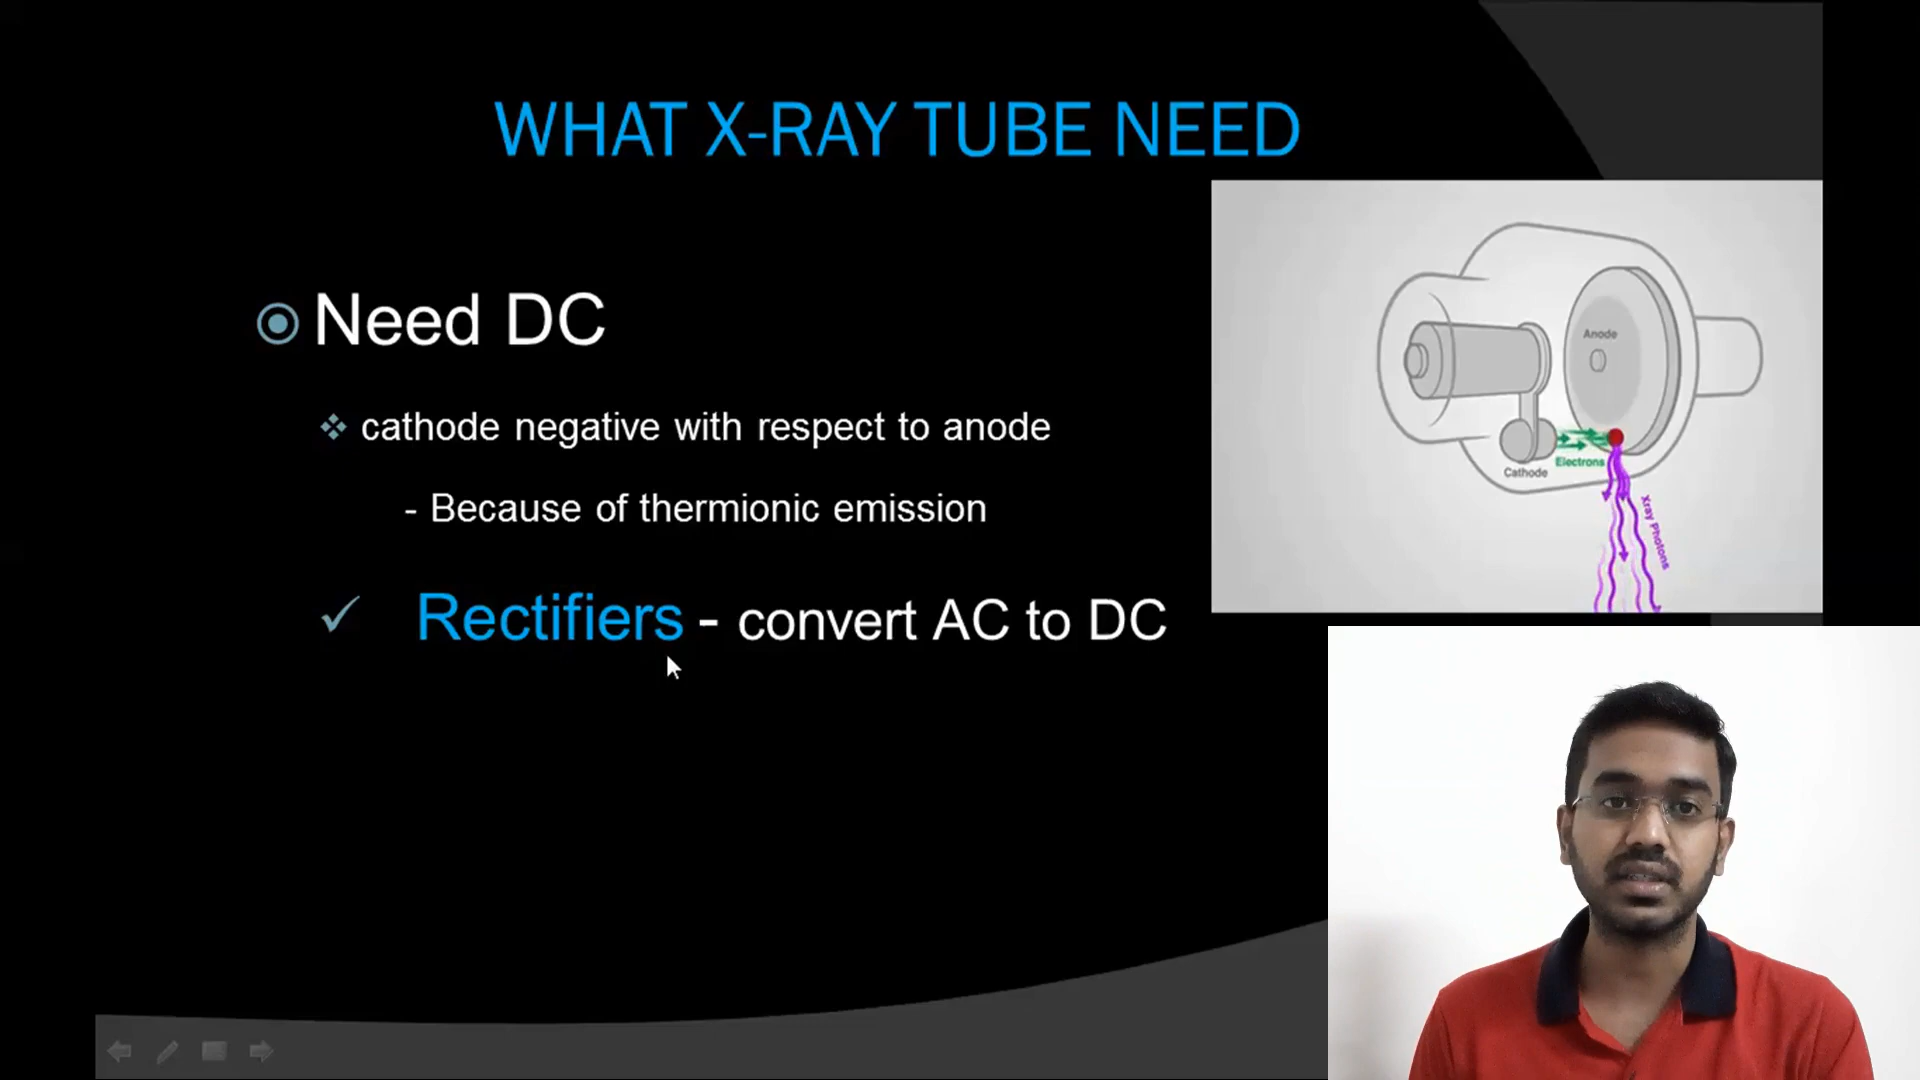 WHAT X-RAY TUBE NEED
Need DC
cathode negative with respect to anode
- Because of thermionic emission
Rectifiers - convert AC to DC
Anode
Electrons
Cathode
Xray Photons